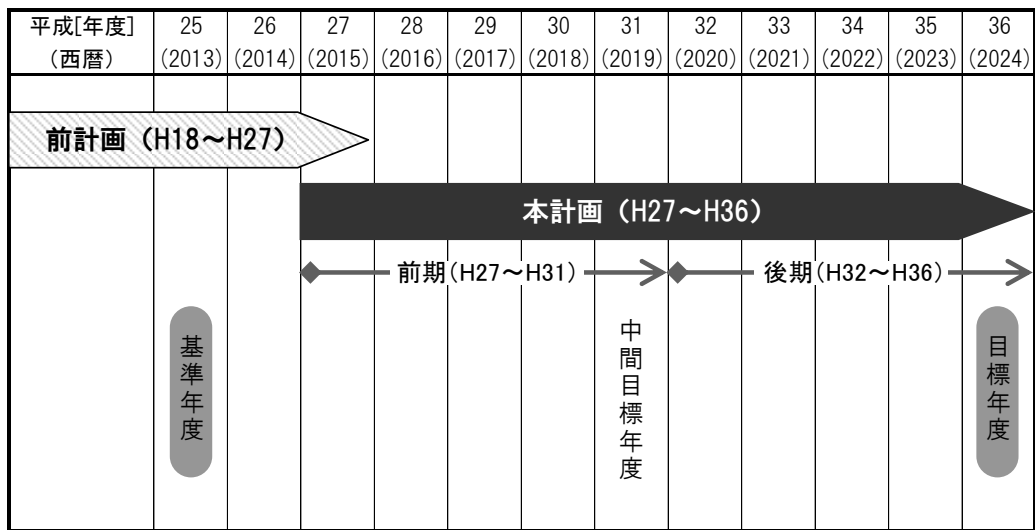 平成[年度] 25 26 27 28 29 30 31 32 33 34 35 36
(西暦) (2013) (2014) (2015) (2016) (2017) (2018) (2019) (2020) (2021) (2022) (2023) (2024)
前計画（H18～H27）
本計画（H27～H36）
前期(H27～H31)
後期(H32～H36)
基準年度
中間目標年度
目標年度